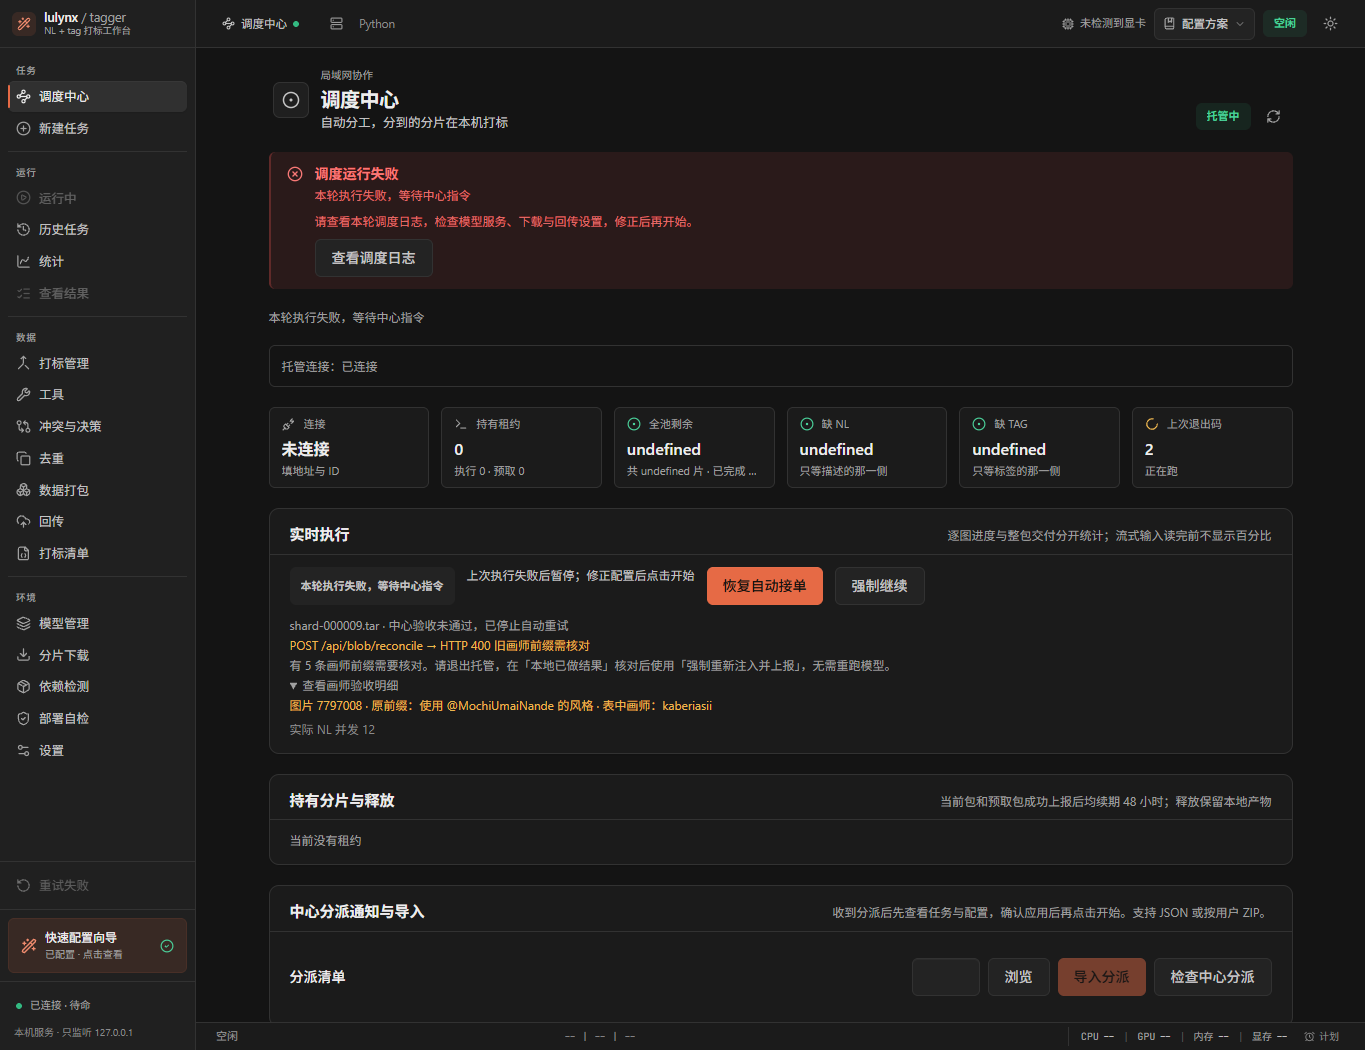 lulynx / tagger
NL + tag 打标工作台
任务
调度中心
新建任务
运行
运行中
历史任务
统计
查看结果
数据
打标管理
工具
冲突与决策
去重
数据打包
回传
打标清单
环境
模型管理
分片下载
依赖检测
部署自检
设置
重试失败
快速配置向导
已配置 · 点击查看
已连接 · 待命
本机服务 · 只监听 127.0.0.1
调度中心
Python
未检测到显卡
配置方案
空闲
局域网协作
调度中心
自动分工，分到的分片在本机打标
托管中
调度运行失败
本轮执行失败，等待中心指令
请查看本轮调度日志，检查模型服务、下载与回传设置，修正后再开始。
查看调度日志
本轮执行失败，等待中心指令
托管连接：已连接
连接
未连接
填地址与 ID
持有租约
0
执行 0 · 预取 0
全池剩余
undefined
共 undefined 片 · 已完成 ...
缺 NL
undefined
只等描述的那一侧
缺 TAG
undefined
只等标签的那一侧
上次退出码
2
正在跑
实时执行
逐图进度与整包交付分开统计；流式输入读完前不显示百分比
本轮执行失败，等待中心指令
上次执行失败后暂停；修正配置后点击开始
恢复自动接单
强制继续
shard-000009.tar · 中心验收未通过，已停止自动重试
POST /api/blob/reconcile → HTTP 400 旧画师前缀需核对
有 5 条画师前缀需要核对。请退出托管，在「本地已做结果」核对后使用「强制重新注入并上报」，无需重跑模型。
▼ 查看画师验收明细
图片 7797008 · 原前缀：使用 @MochiUmaiNande 的风格 · 表中画师：kaberiasii
实际 NL 并发 12
持有分片与释放
当前包和预取包成功上报后均续期 48 小时；释放保留本地产物
当前没有租约
中心分派通知与导入
收到分派后先查看任务与配置，确认应用后再点击开始。支持 JSON 或按用户 ZIP。
分派清单
浏览
导入分派
检查中心分派
空闲
-- | -- | --
CPU -- | GPU -- | 内存 -- | 显存 --
计划